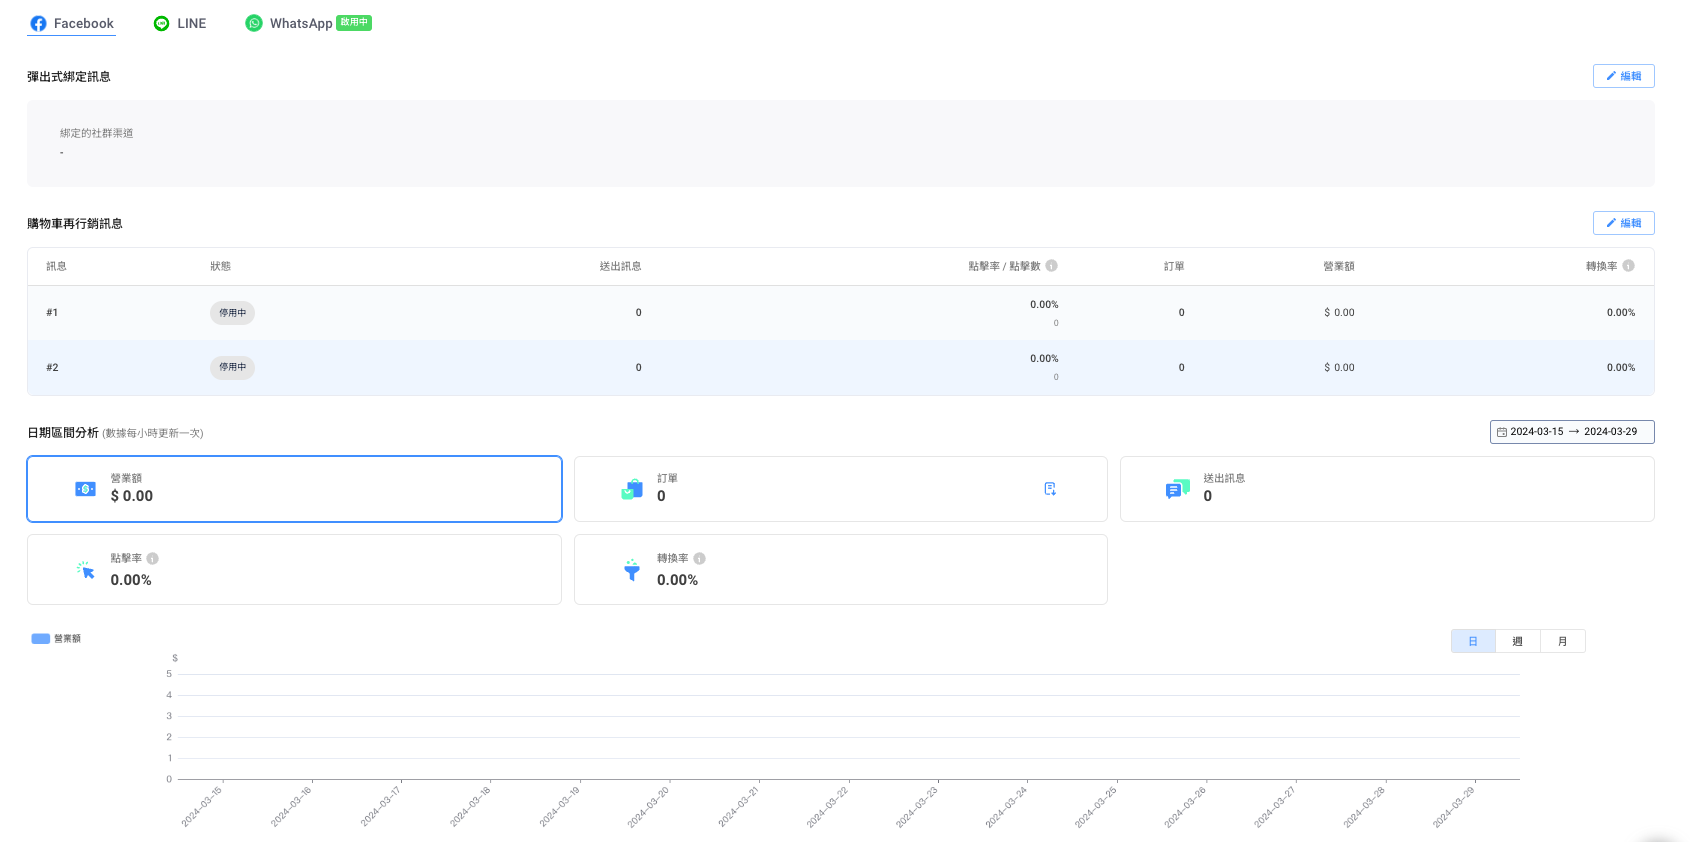 Facebook LINE WhatsApp 啟用中
彈出式綁定訊息 編輯
綁定的社群渠道
-
購物車再行銷訊息 編輯
訊息 狀態 送出訊息 點擊率 / 點擊數 訂單 營業額 轉換率
#1 停用中 0 0.00% 0 $ 0.00 0.00%
0
#2 停用中 0 0.00% 0 $ 0.00 0.00%
0
日期區間分析 (數據每小時更新一次) 2024-03-15 → 2024-03-29
營業額 訂單 送出訊息
$ 0.00 0 0
點擊率 轉換率
0.00% 0.00%
營業額 日 週 月
$
5
4
3
2
1
0
2024-03-15 2024-03-16 2024-03-17 2024-03-18 2024-03-19 2024-03-20 2024-03-21 2024-03-22 2024-03-23 2024-03-24 2024-03-25 2024-03-26 2024-03-27 2024-03-28 2024-03-29